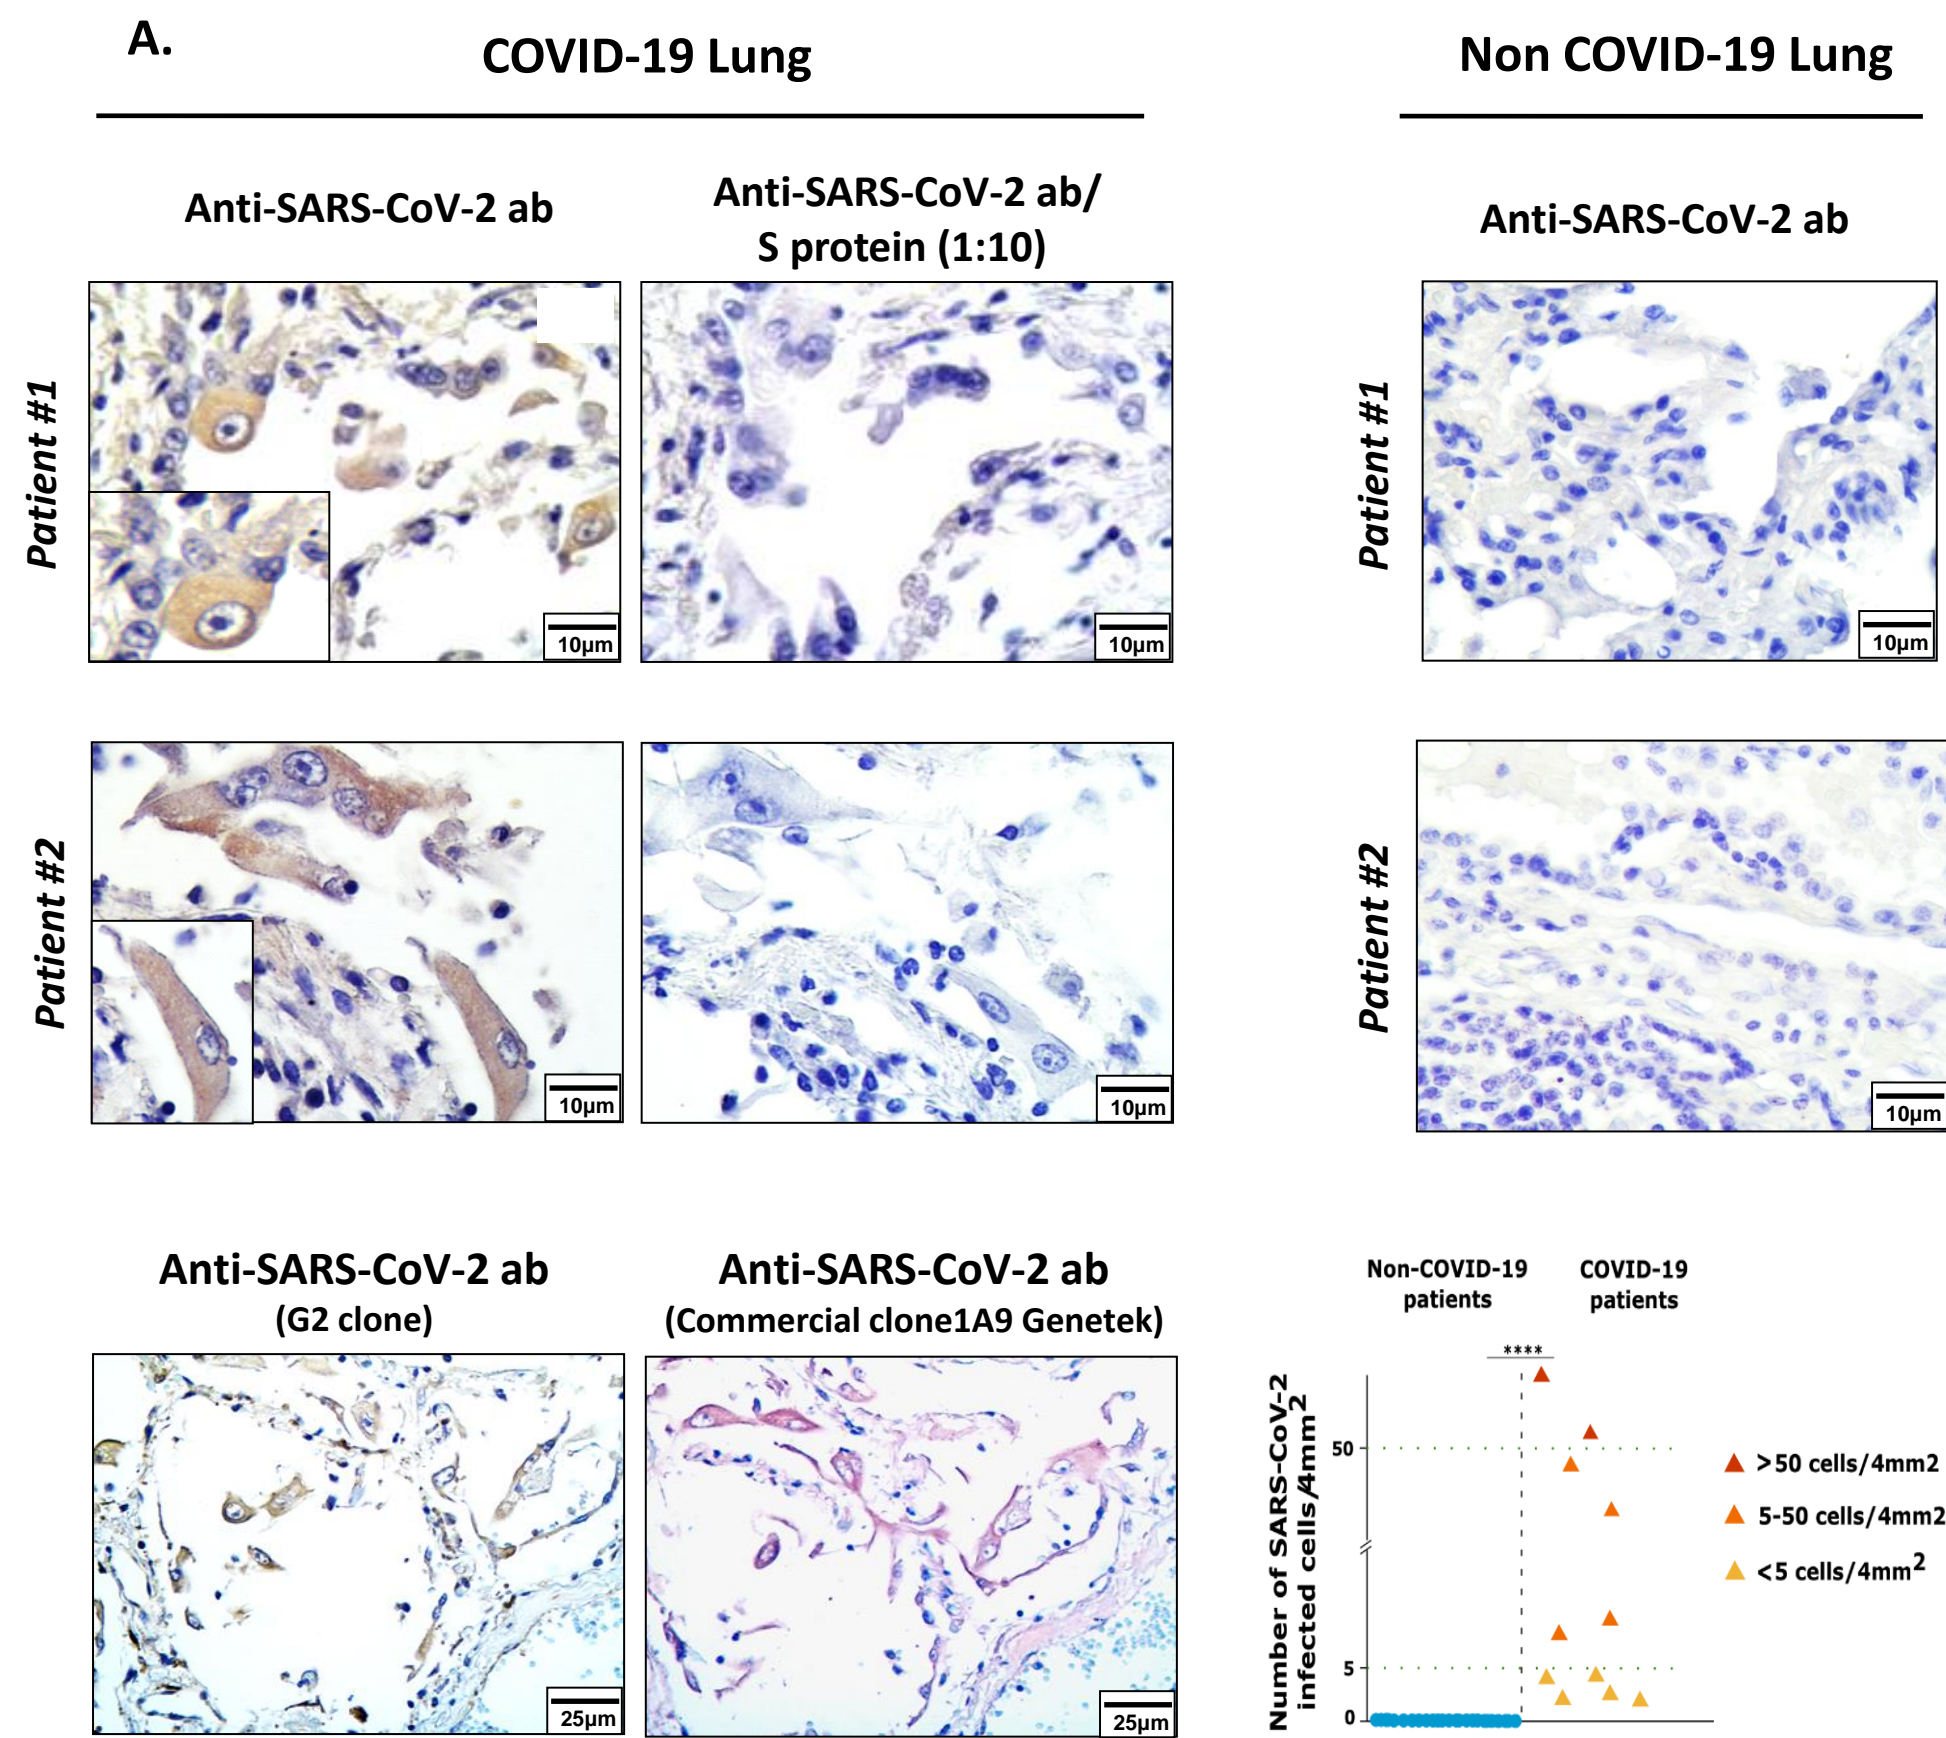 A.
COVID-19 Lung
Non COVID-19 Lung
Anti-SARS-CoV-2 ab
Anti-SARS-CoV-2 ab/
S protein (1:10)
Anti-SARS-CoV-2 ab
Patient #1
10µm
10µm
Patient #1
10µm
Patient #2
10µm
10µm
Patient #2
10µm
Anti-SARS-CoV-2 ab
(G2 clone)
Anti-SARS-CoV-2 ab
(Commercial clone1A9 Genetek)
25µm
25µm
Non-COVID-19
patients
COVID-19
patients
****
Number of SARS-CoV-2
infected cells/4mm2
50
5
0
>50 cells/4mm2
5-50 cells/4mm2
<5 cells/4mm2